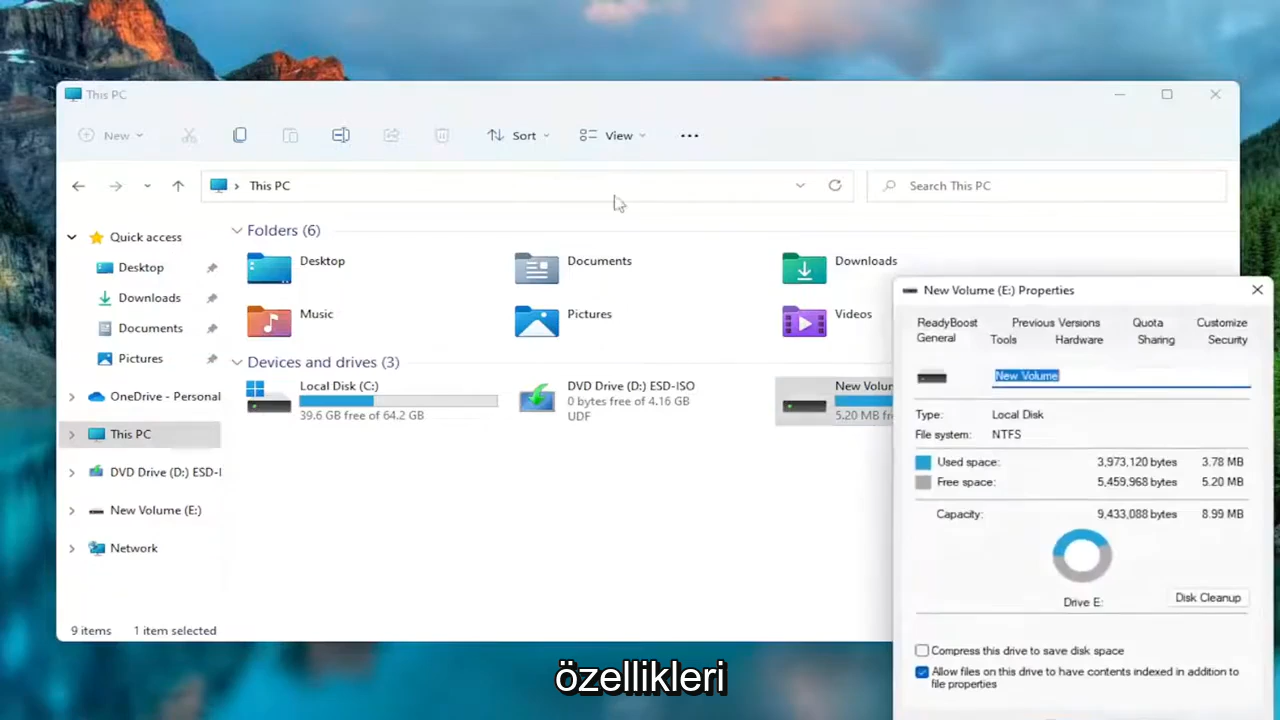 This PC
New
Sort
View
This PC
Search This PC
Quick access
Desktop
Downloads
Documents
Pictures
OneDrive - Personal
This PC
DVD Drive (D:) ESD-I
New Volume (E:)
Network
Folders (6)
Desktop
Documents
Downloads
Music
Pictures
Videos
Devices and drives (3)
Local Disk (C:)
39.6 GB free of 64.2 GB
DVD Drive (D:) ESD-ISO
0 bytes free of 4.16 GB
UDF
New Volum
5.20 MB fre
9 items 1 item selected
New Volume (E:) Properties
ReadyBoost Previous Versions Quota Customize
General Tools Hardware Sharing Security
New Volume
Type: Local Disk
File system: NTFS
Used space: 3,973,120 bytes 3.78 MB
Free space: 5,459,968 bytes 5.20 MB
Capacity: 9,433,088 bytes 8.99 MB
Drive E:
Disk Cleanup
Compress this drive to save disk space
Allow files on this drive to have contents indexed in addition to
file properties
özellikleri